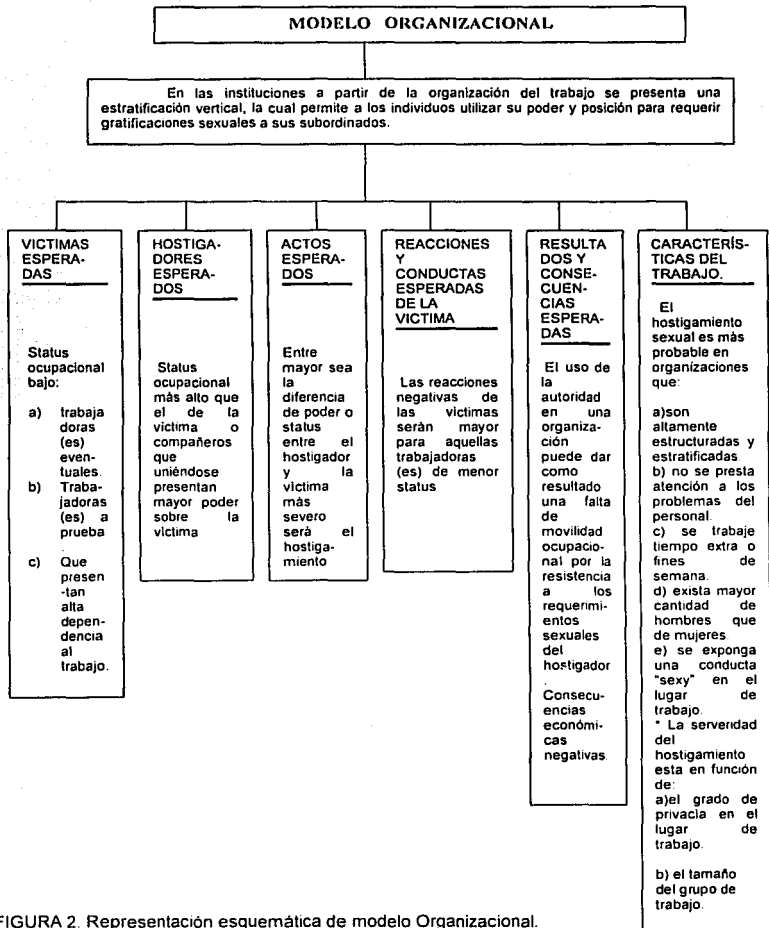 MODELO ORGANIZACIONAL
En las instituciones a partir de la organización del trabajo se presenta una
estratificación vertical, la cual permite a los individuos utilizar su poder y posición para requerir
gratificaciones sexuales a sus subordinados.
VICTIMAS
ESPERA-
DAS
Status
ocupacional
bajo:
a) trabaja
doras
(es)
even-
tuales.
b) Traba-
jadoras
(es) a
prueba
.
c) Que
presen
-tan
alta
depen-
dencia
al
trabajo.
HOSTIGA-
DORES
ESPERA-
DOS
Status
ocupacional
más alto que
el de la
víctima o
compañeros
que
uniéndose
presentan
mayor poder
sobre la
víctima
ACTOS
ESPERA-
DOS
Entre
mayor sea
la
diferencia
de poder o
status
entre el
hostigador
y la
víctima
más
severo
serà el
hostiga-
miento
REACCIONES
Y
CONDUCTAS
ESPERADAS
DE LA
VICTIMA
Las reacciones
negativas de
las víctimas
seràn mayor
para aquellas
trabajadoras
(es) de menor
status
RESULTA
DOS Y
CONSE-
CUEN-
CIAS
ESPERA-
DAS
El uso de
la
autoridad
en una
organiza-
ción
puede dar
como
resultado
una falta
de
movilidad
ocupacio-
nal por la
resistencia
a los
requerimi-
entos
sexuales
del
hostigador
.
Consecu-
encias
económi-
cas
negativas.
CARACTERÍS-
TICAS DEL
TRABAJO.
El
hostigamiento
sexual es más
probable en
organizaciones
que:
a)son
altamente
estructuradas y
estratificadas.
b) no se presta
atención a los
problemas del
personal.
c) se trabaje
tiempo extra o
fines de
semana.
d) exista mayor
cantidad de
hombres que
de mujeres.
e) se exponga
una conducta
"sexy" en el
lugar de
trabajo.
* La serveridad
del
hostigamiento
esta en función
de:
a)el grado de
privacìa en el
lugar de
trabajo.
b) el tamaño
del grupo de
trabajo.
FIGURA 2. Representación esquemática de modelo Organizacional.